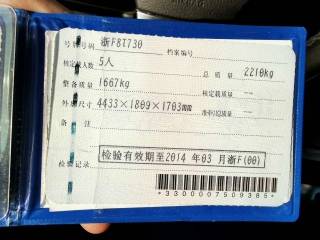 号牌号码 浙F8T730 档案编号
核定载人数 5人 总质量 2210kg
整备质量 1667kg 核定载质量 --
外廓尺寸 4433×1809×1703mm 准牵引总质量 --
备注
检验记录 检验有效期至2014年03月浙F(00)
*3300007509385*